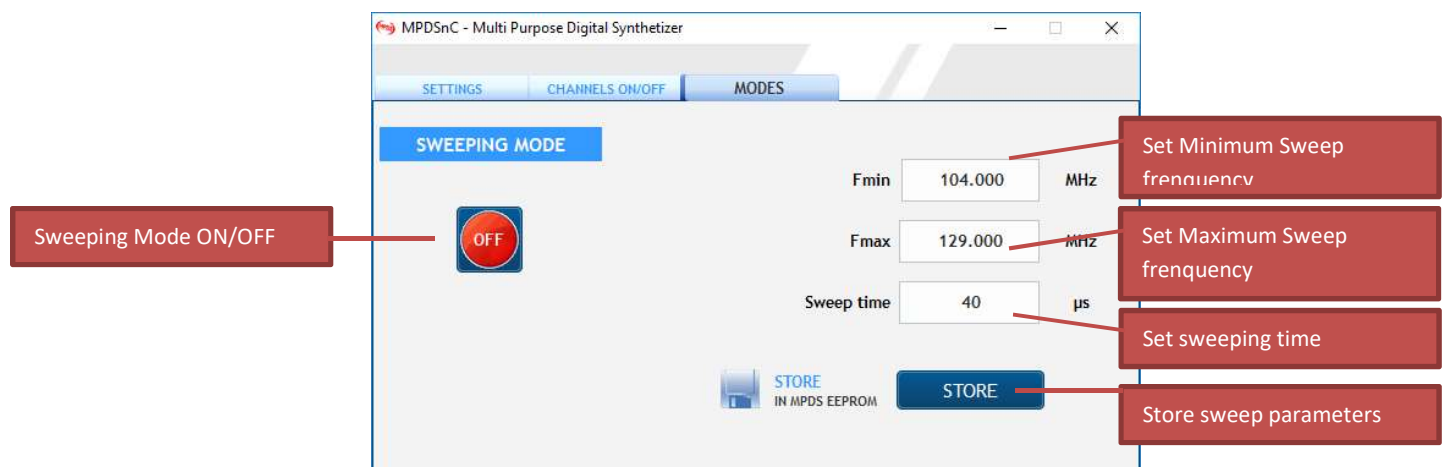 MPDSnC - Multi Purpose Digital Synthetizer
SETTINGS
CHANNELS ON/OFF
MODES
SWEEPING MODE
Fmin
104.000
MHz
Set Minimum Sweep
frenquency
Sweeping Mode ON/OFF
OFF
Fmax
129.000
MHz
Set Maximum Sweep
frenquency
Sweep time
40
µs
Set sweeping time
STORE
IN MPDS EEPROM
STORE
Store sweep parameters